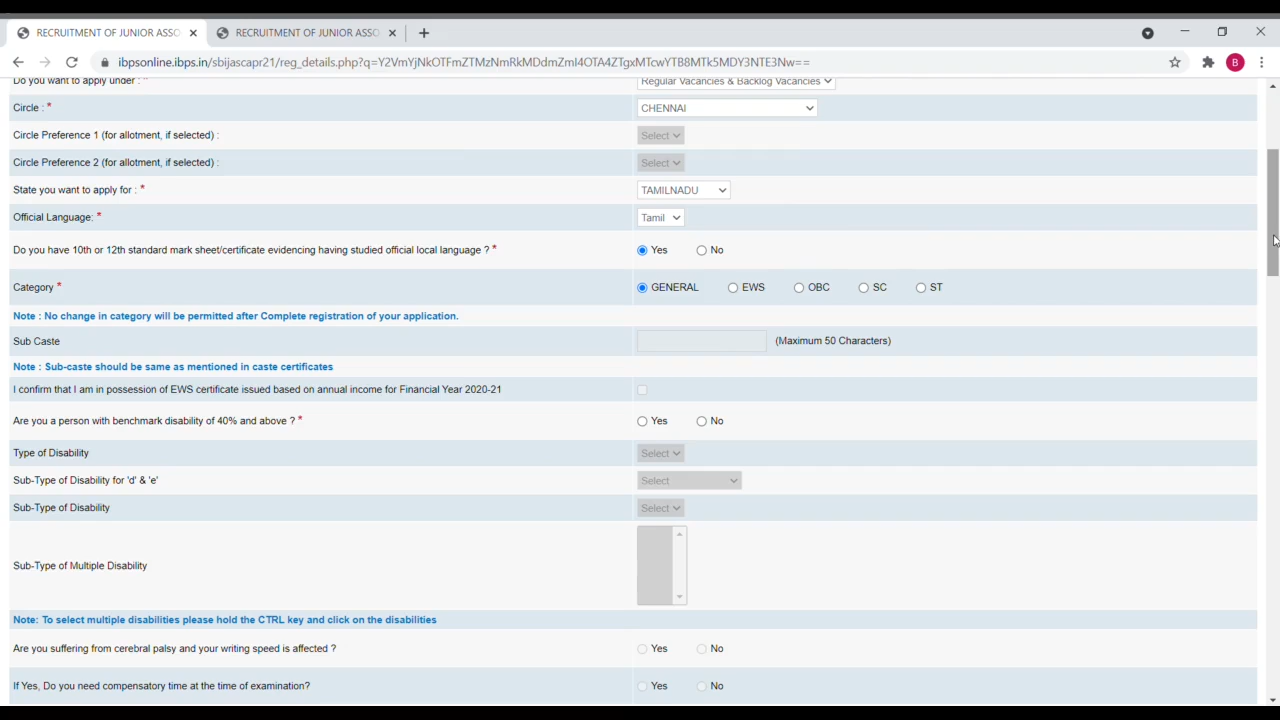 RECRUITMENT OF JUNIOR ASSO
RECRUITMENT OF JUNIOR ASSO
ibpsonline.ibps.in/sbijascapr21/reg_details.php?q=Y2VmYjNkOTFmZTMzNmRkMDdmZmI4OTA4ZTgxMTcwYTB8MTk5MDY3NTE3Nw==
B
Do you want to apply under : ** Regular Vacancies & Backlog Vacancies
Circle : * CHENNAI
Circle Preference 1 (for allotment, if selected) : Select
Circle Preference 2 (for allotment, if selected) : Select
State you want to apply for : * TAMILNADU
Official Language: * Tamil
Do you have 10th or 12th standard mark sheet/certificate evidencing having studied official local language ? * Yes No
Category * GENERAL EWS OBC SC ST
Note : No change in category will be permitted after Complete registration of your application.
Sub Caste (Maximum 50 Characters)
Note : Sub-caste should be same as mentioned in caste certificates
I confirm that I am in possession of EWS certificate issued based on annual income for Financial Year 2020-21
Are you a person with benchmark disability of 40% and above ? * Yes No
Type of Disability Select
Sub-Type of Disability for 'd' & 'e' Select
Sub-Type of Disability Select
Sub-Type of Multiple Disability
Note: To select multiple disabilities please hold the CTRL key and click on the disabilities
Are you suffering from cerebral palsy and your writing speed is affected ? Yes No
If Yes, Do you need compensatory time at the time of examination? Yes No